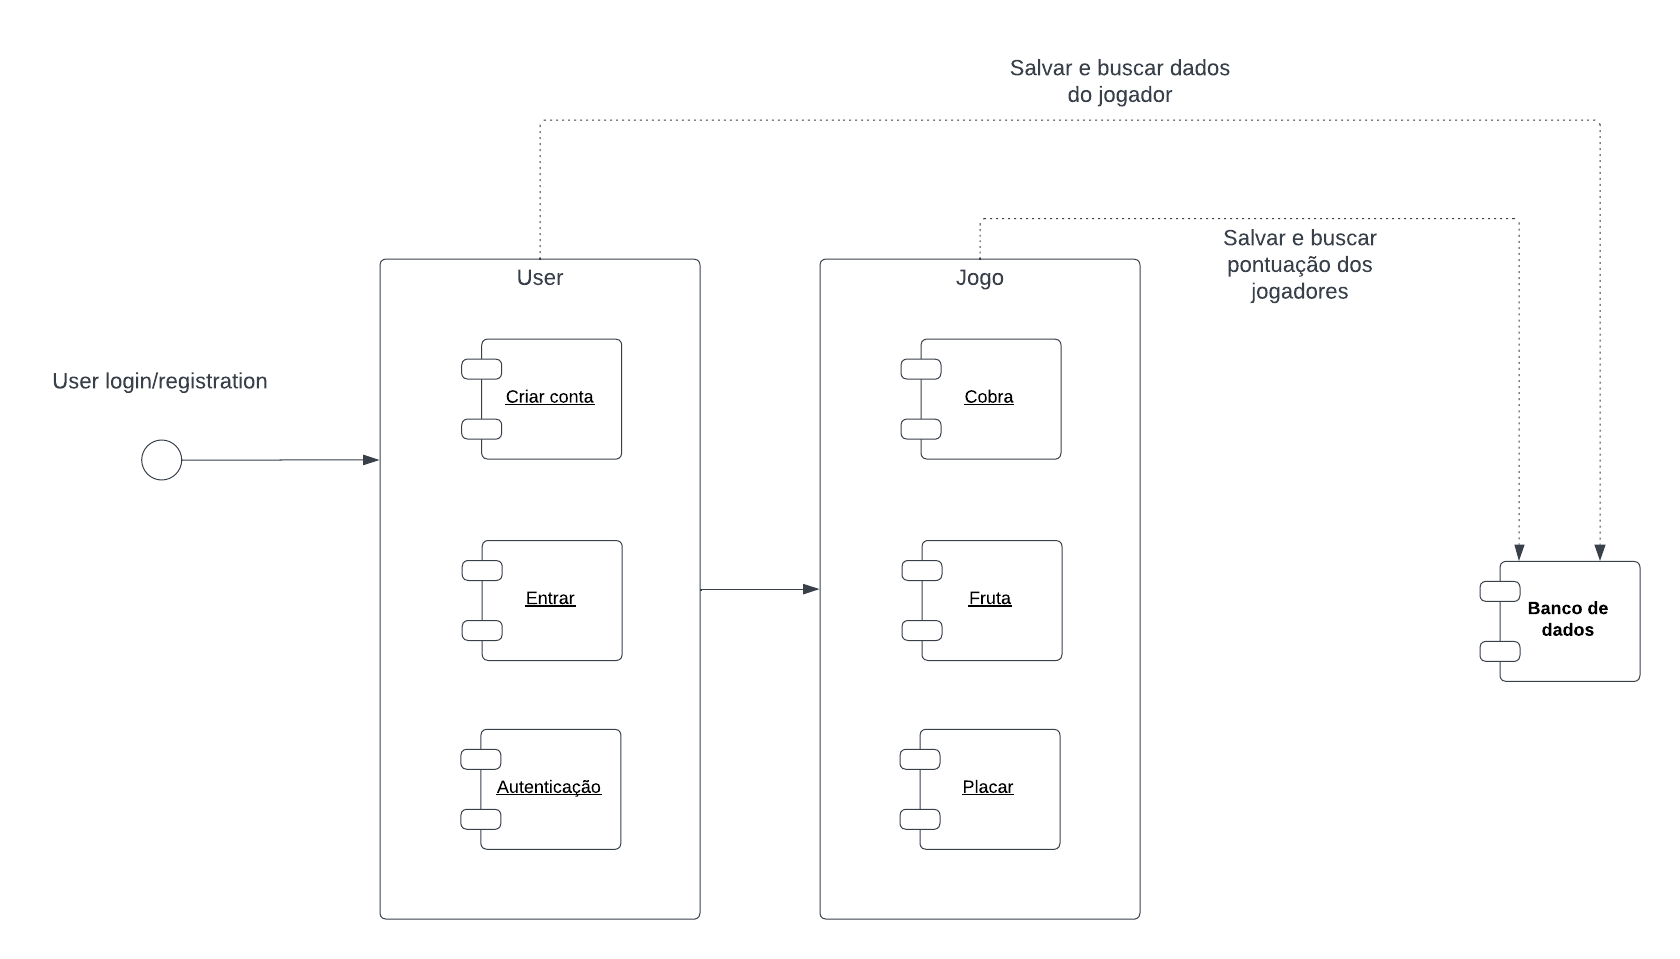 Salvar e buscar dados
do jogador
Salvar e buscar
pontuação dos
jogadores
User
Jogo
User login/registration
Criar conta
Cobra
Entrar
Fruta
Banco de
dados
Autenticação
Placar